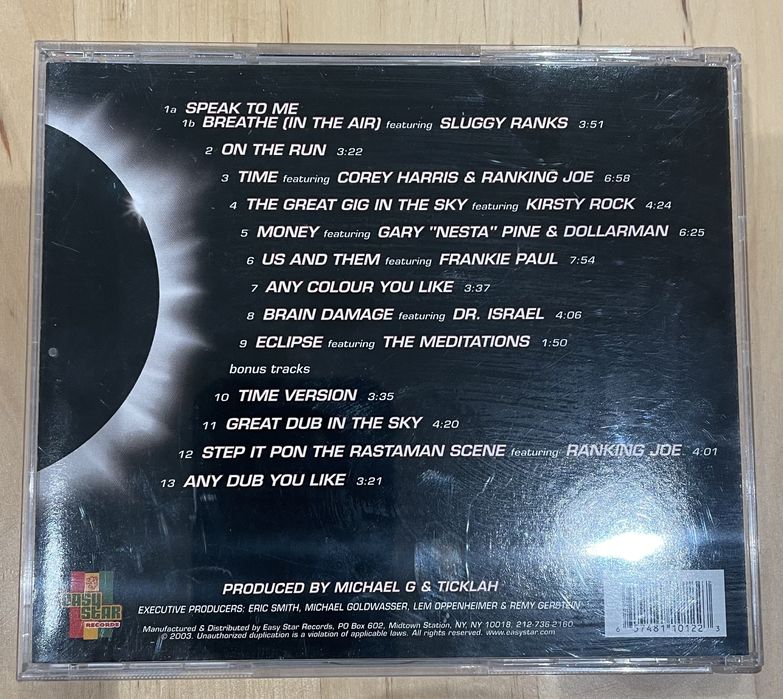 1a SPEAK TO ME
1b BREATHE (IN THE AIR) featuring SLUGGY RANKS 3:51
2 ON THE RUN 3:22
3 TIME featuring COREY HARRIS & RANKING JOE 6:58
4 THE GREAT GIG IN THE SKY featuring KIRSTY ROCK 4:24
5 MONEY featuring GARY "NESTA" PINE & DOLLARMAN 6:25
6 US AND THEM featuring FRANKIE PAUL 7:54
7 ANY COLOUR YOU LIKE 3:37
8 BRAIN DAMAGE featuring DR. ISRAEL 4:06
9 ECLIPSE featuring THE MEDITATIONS 1:50
bonus tracks
10 TIME VERSION 3:35
11 GREAT DUB IN THE SKY 4:20
12 STEP IT PON THE RASTAMAN SCENE featuring RANKING JOE 4:01
13 ANY DUB YOU LIKE 3:21
EASY
STAR
RECORDS
PRODUCED BY MICHAEL G & TICKLAH
EXECUTIVE PRODUCERS: ERIC SMITH, MICHAEL GOLDWASSER, LEM OPPENHEIMER & REMY GERSTEIN
Manufactured & Distributed by Easy Star Records, PO Box 602, Midtown Station, NY, NY 10018, 212-736-2160
© 2003. Unauthorized duplication is a violation of applicable laws. All rights reserved. www.easystar.com
6 57481 10122 3